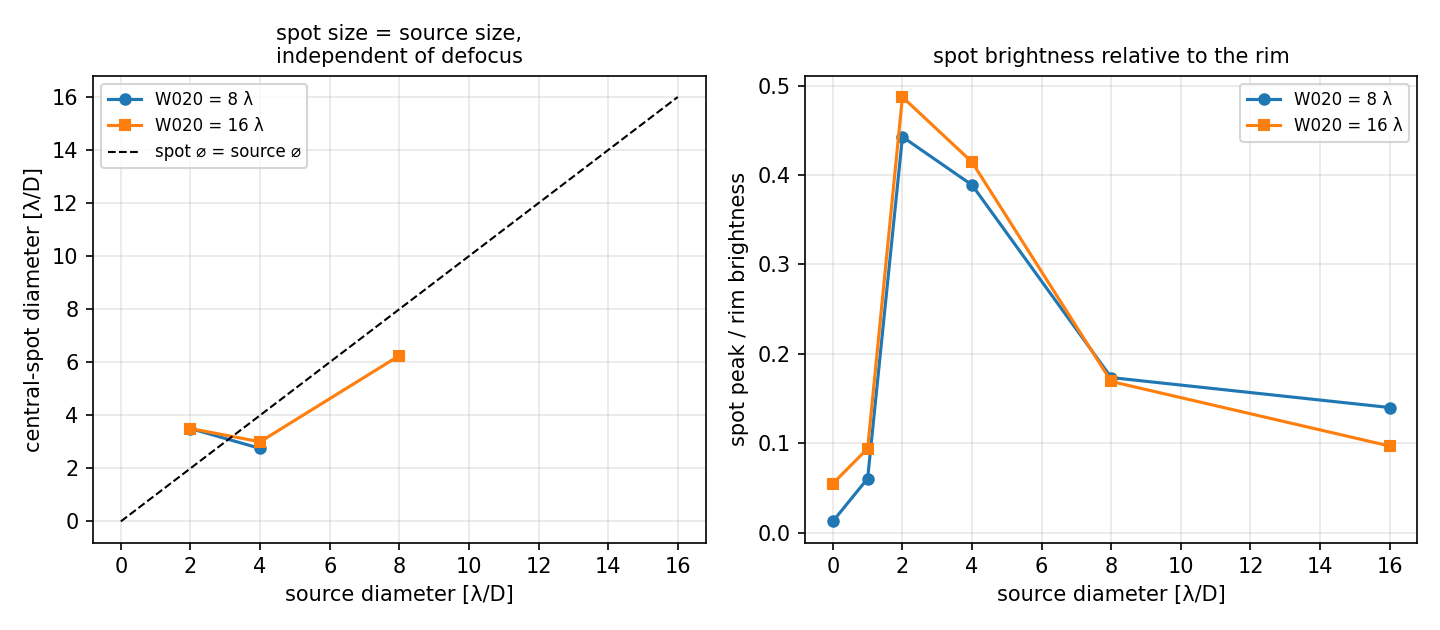 spot size = source size,
independent of defocus
W020 = 8 λ
W020 = 16 λ
spot ⌀ = source ⌀
16
14
12
10
8
6
4
2
0
central-spot diameter [λ/D]
0 2 4 6 8 10 12 14 16
source diameter [λ/D]
spot brightness relative to the rim
W020 = 8 λ
W020 = 16 λ
0.5
0.4
0.3
0.2
0.1
0.0
spot peak / rim brightness
0 2 4 6 8 10 12 14 16
source diameter [λ/D]